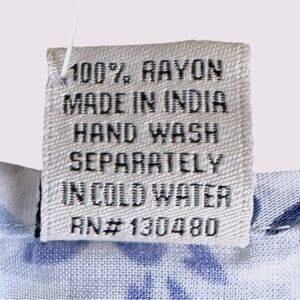 100% RAYON
MADE IN INDIA
HAND WASH
SEPARATELY
IN COLD WATER
RN# 130480